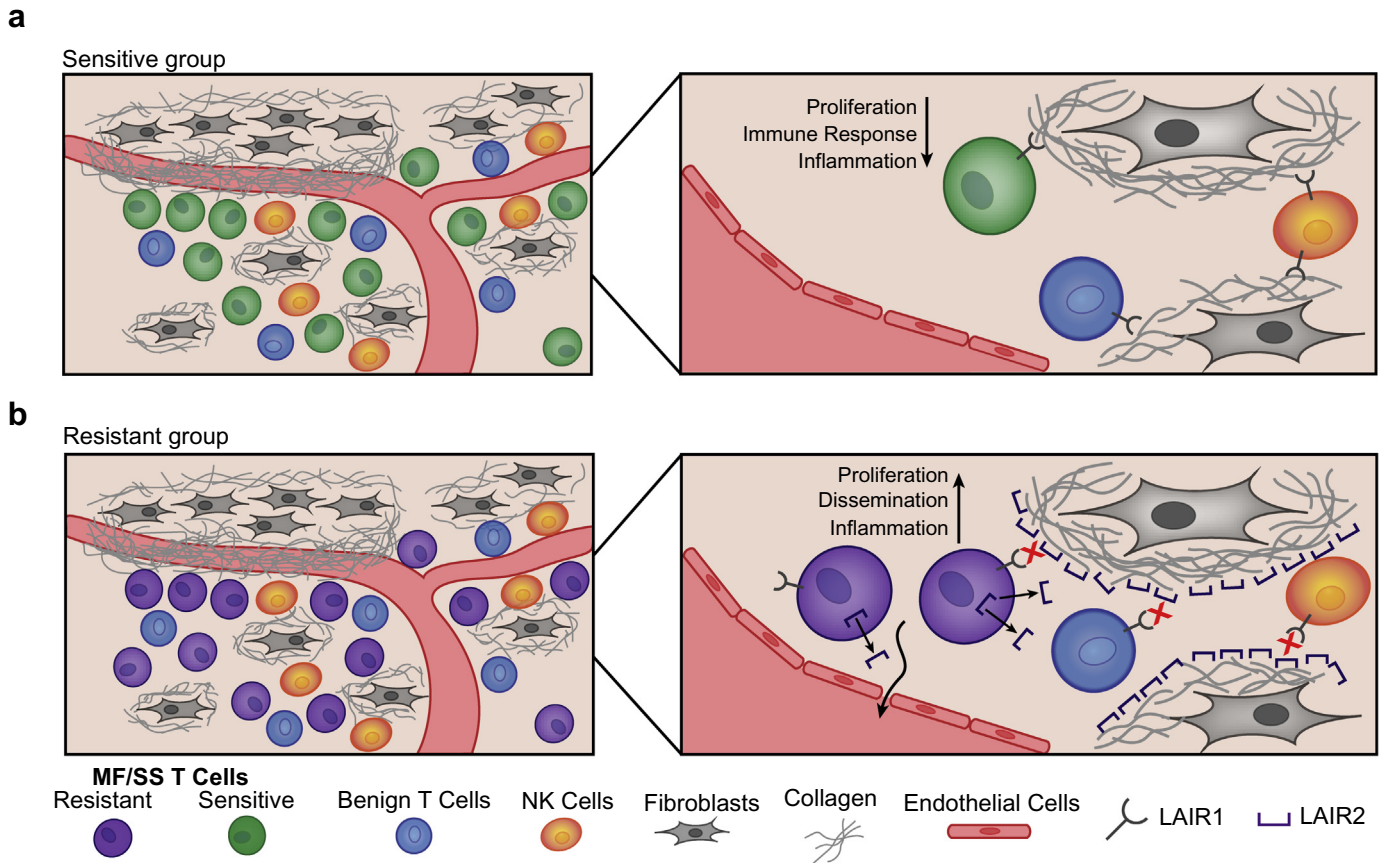 a
Sensitive group
Proliferation
Immune Response
Inflammation
b
Resistant group
Proliferation
Dissemination
Inflammation
MF/SS T Cells
Resistant Sensitive Benign T Cells NK Cells Fibroblasts Collagen Endothelial Cells LAIR1 LAIR2